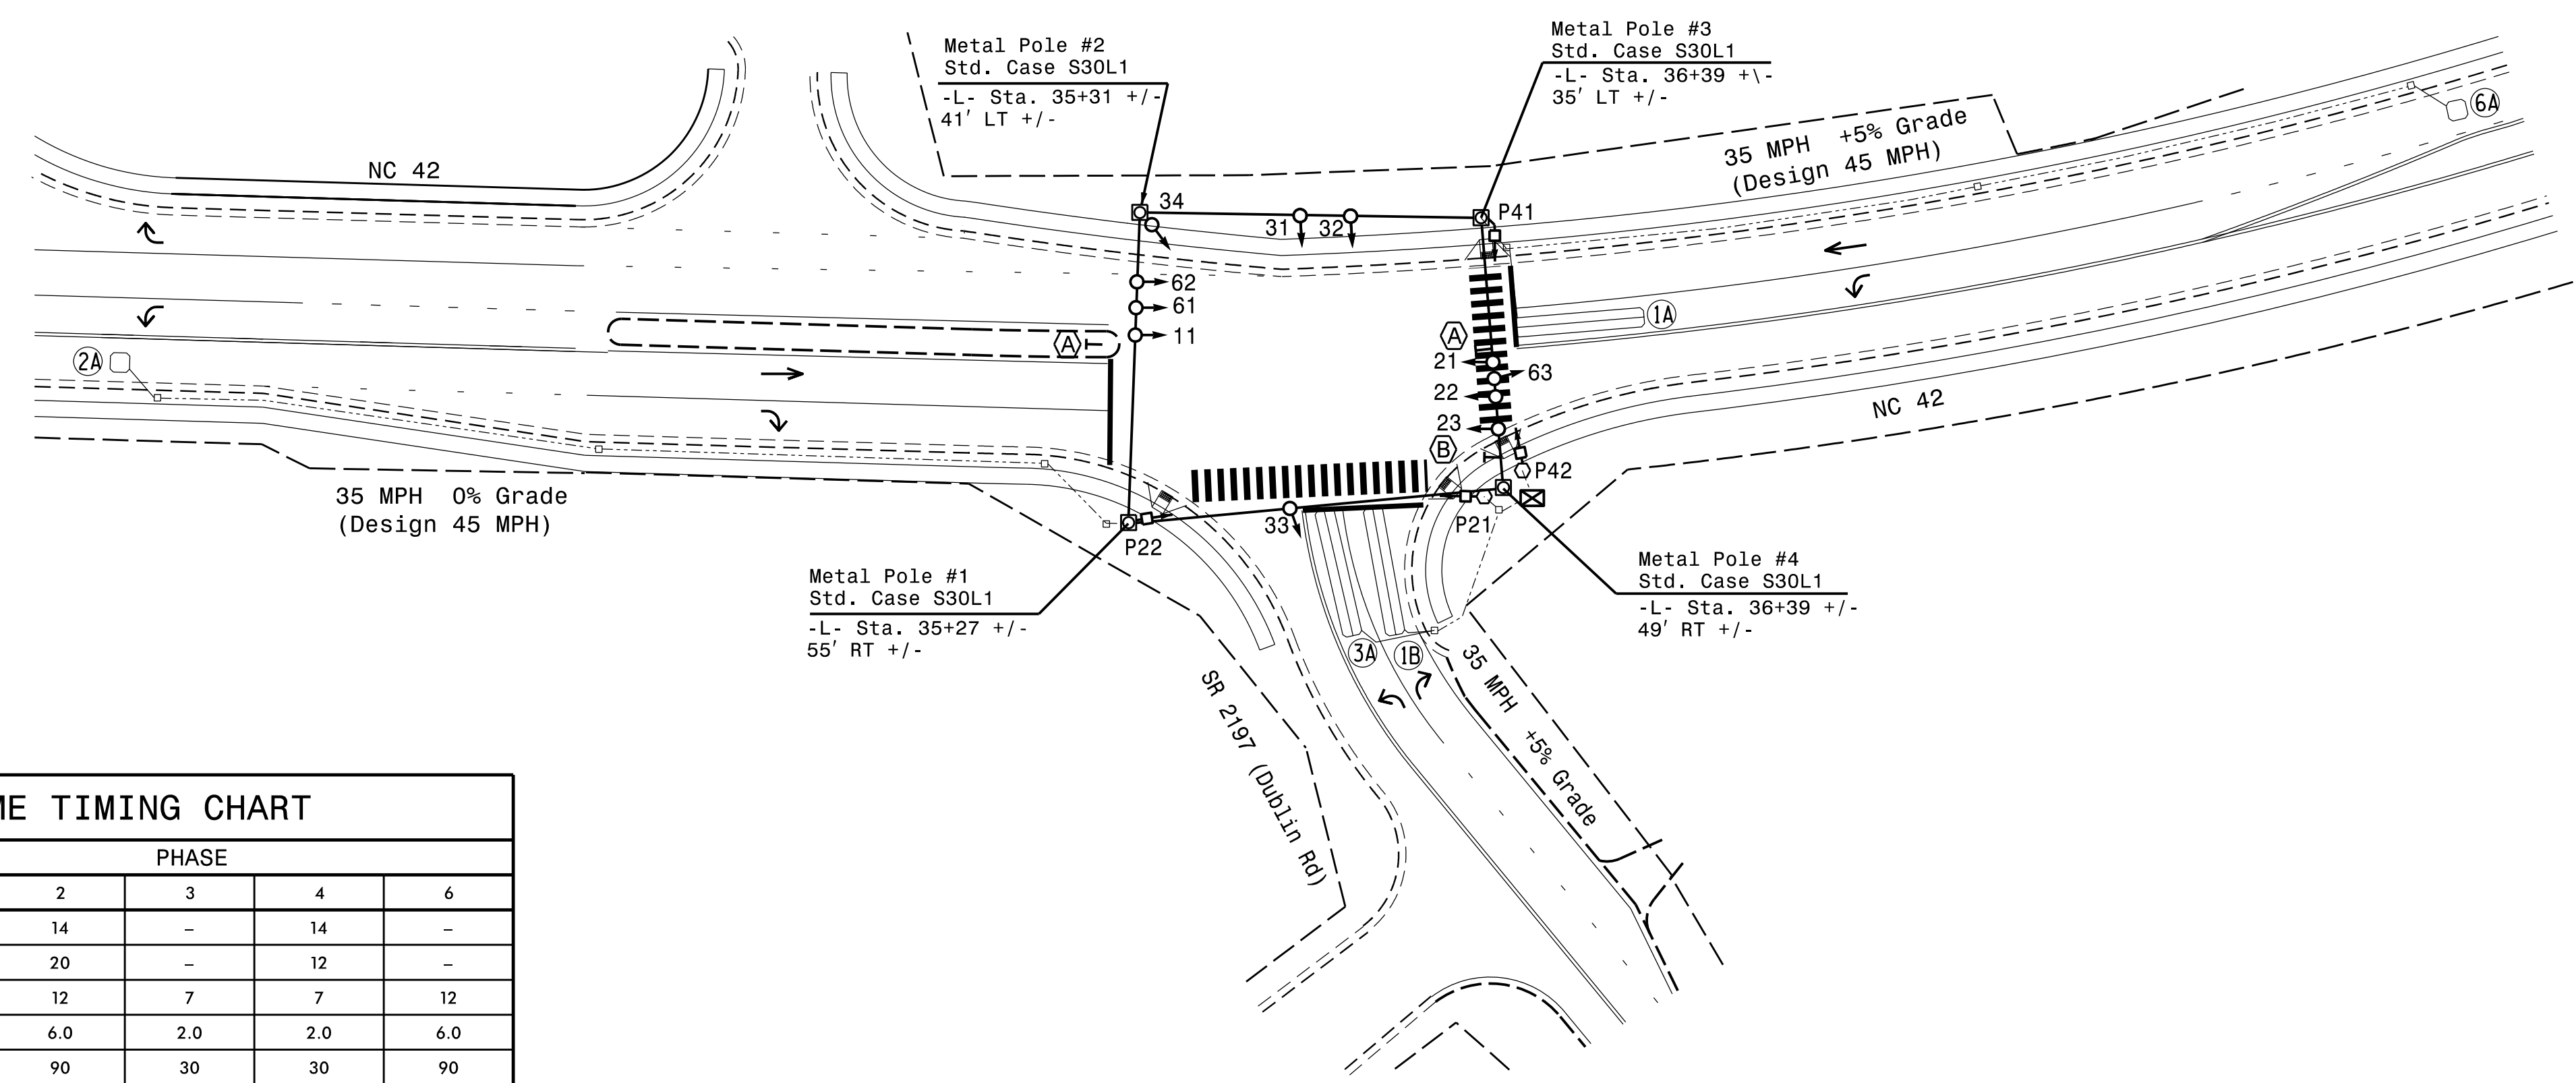 Metal Pole #2
Std. Case S30L1
-L- Sta. 35+31 +/-
41' LT +/-
Metal Pole #3
Std. Case S30L1
-L- Sta. 36+39 +\-
35' LT +/-
35 MPH +5% Grade
(Design 45 MPH)
6A
NC 42
34
31
32
P41
62
61
11
A
1A
A
21
63
22
23
2A
NC 42
B
P42
P21
P22
33
35 MPH 0% Grade
(Design 45 MPH)
Metal Pole #1
Std. Case S30L1
-L- Sta. 35+27 +/-
55' RT +/-
Metal Pole #4
Std. Case S30L1
-L- Sta. 36+39 +/-
49' RT +/-
3A
1B
35 MPH +5% Grade
SR 2197 (Dublin Rd)
ME TIMING CHART
PHASE
2 3 4 6
14 – 14 –
20 – 12 –
12 7 7 12
6.0 2.0 2.0 6.0
90 30 30 90